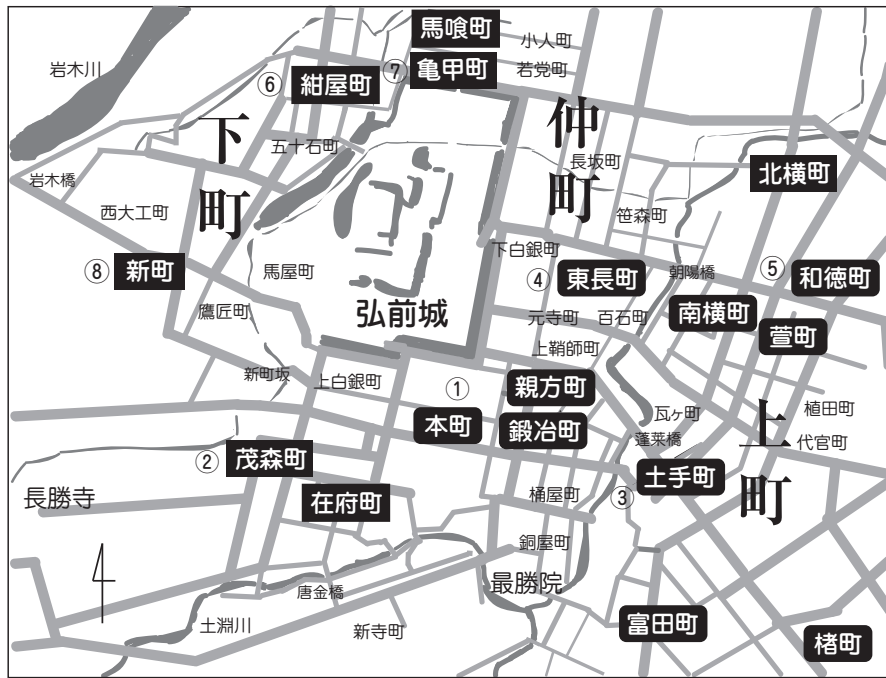 馬喰町
小人町
岩木川
⑦
亀甲町
若党町
⑥
紺屋町
下町
仲町
五十石町
長坂町
北横町
岩木橋
西大工町
笹森町
下白銀町
⑧
新町
馬屋町
④
東長町
朝陽橋
⑤
和徳町
鷹匠町
弘前城
元寺町
百石町
南横町
萱町
上鞘師町
新町坂
上白銀町
①
親方町
瓦ヶ町
上町
植田町
本町
鍛冶町
蓬莱橋
代官町
②
茂森町
土手町
③
長勝寺
在府町
桶屋町
銅屋町
唐金橋
最勝院
土淵川
新寺町
富田町
楮町